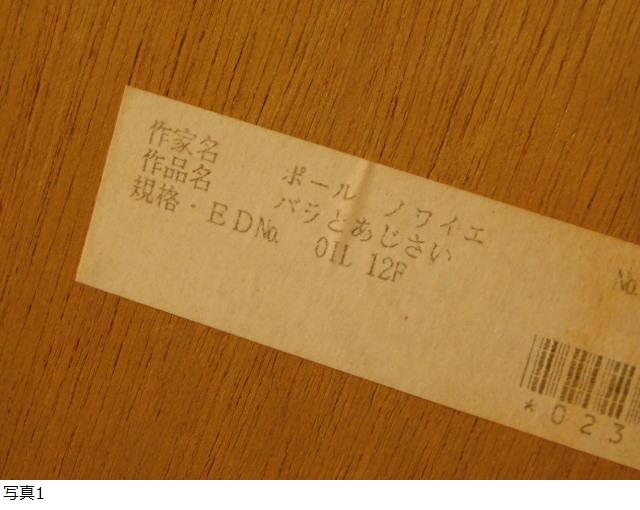 作家名　ポール　ノワイエ
作品名　バラとあじさい
規格・ＥＤ№　OIL 12F
№
*023
写真1